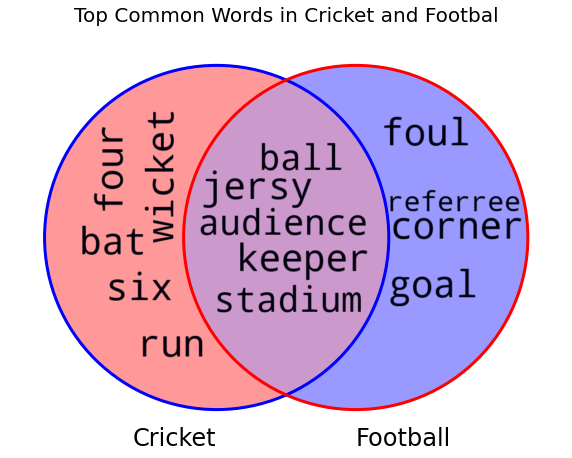 Top Common Words in Cricket and Footbal
four
wicket
bat
six
run
ball
jersy
audience
keeper
stadium
foul
referree
corner
goal
Cricket
Football